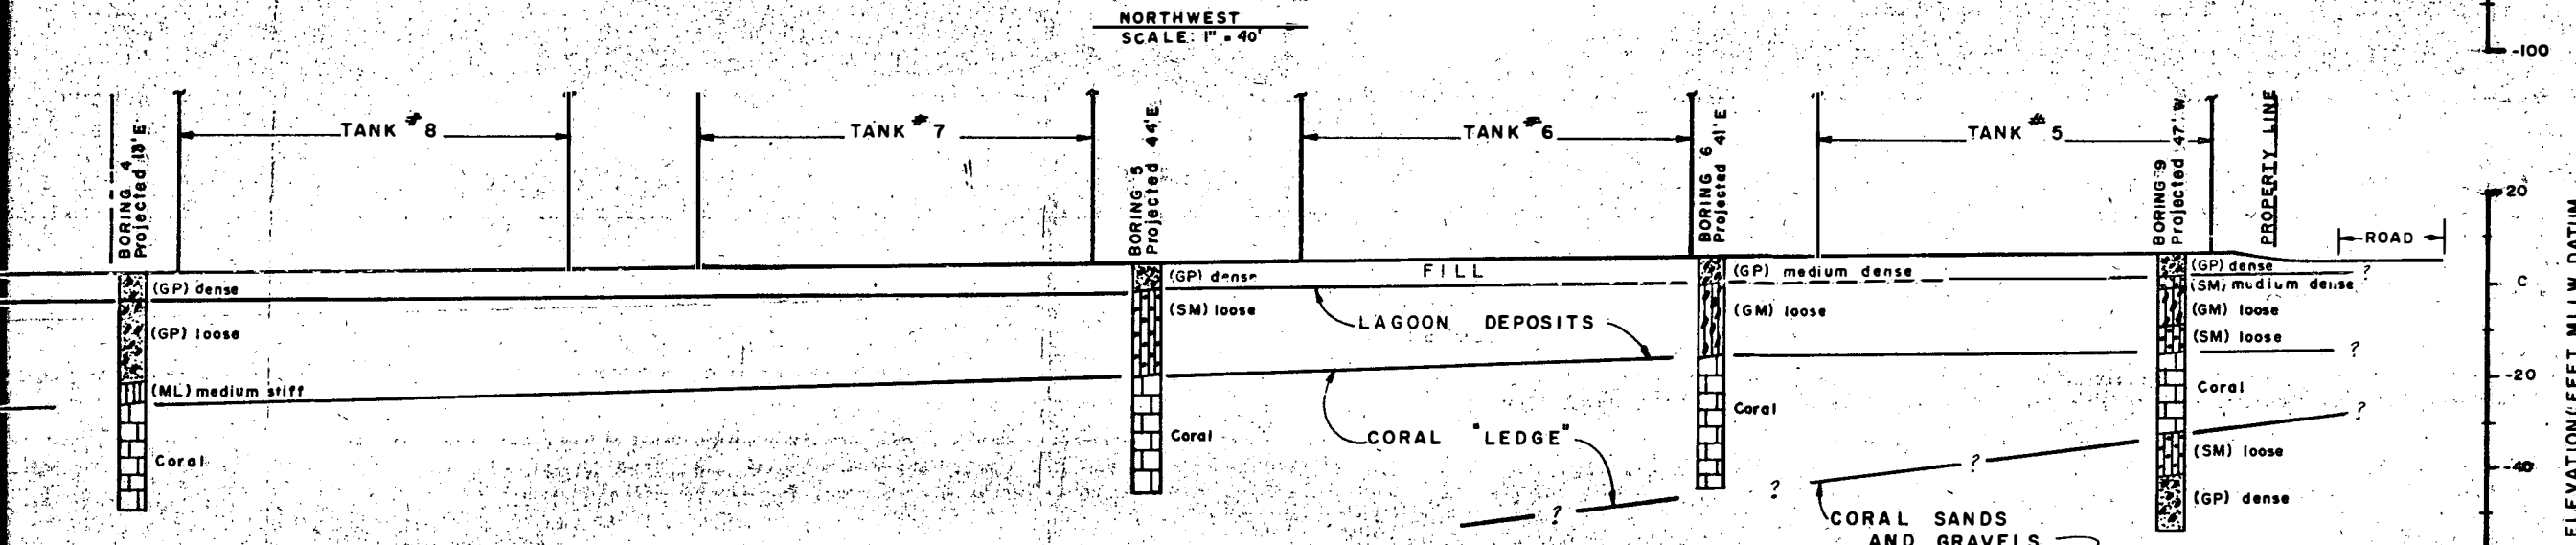 NORTHWEST
SCALE: 1" = 40'
-100
BORING 4
Projected 13'E
TANK #8
TANK #7
BORING 5
Projected 44'E
TANK #6
BORING 6
Projected 41'E
TANK #5
BORING 9
Projected 47'W
PROPERTY LINE
20
ROAD
(GP) dense
(GP) loose
(ML) medium stiff
Coral
(GP) dense
FILL
(SM) loose
LAGOON DEPOSITS
Coral
CORAL "LEDGE"
?
(GP) medium dense
(GM) loose
Coral
?
?
CORAL SANDS
AND GRAVELS
(GP) dense
?
(SM) medium dense
(GM) loose
(SM) loose
?
Coral
?
(SM) loose
(GP) dense
-20
-40
ELEVATION (FEET MLLW DATUM